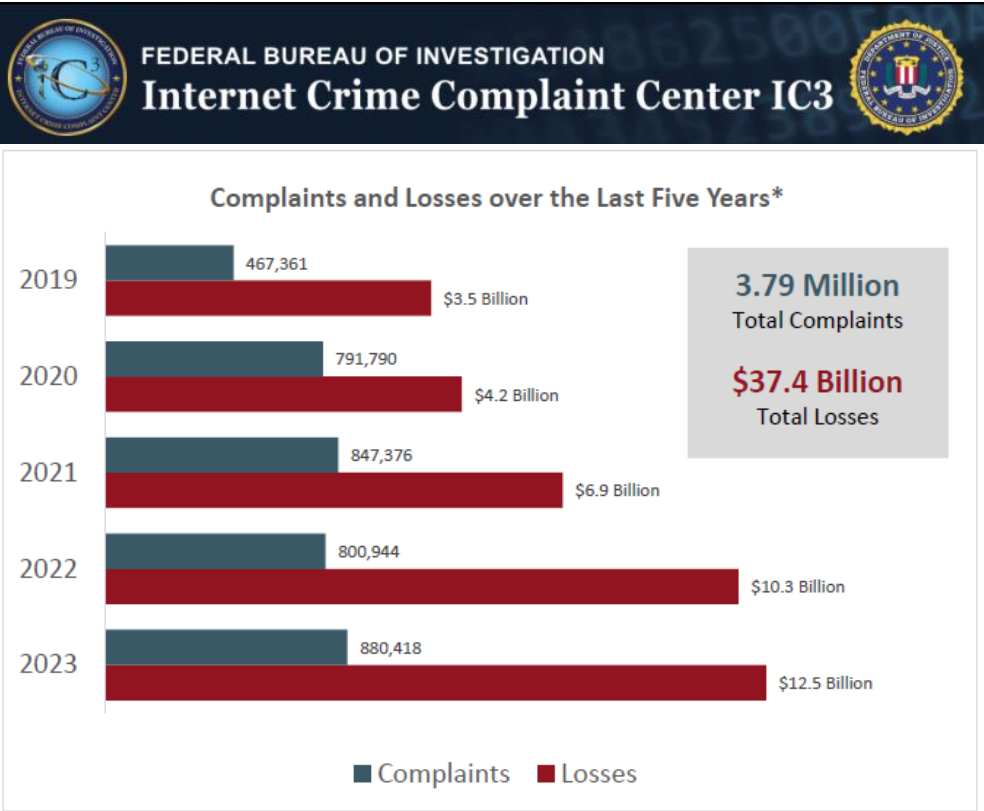 FEDERAL BUREAU OF INVESTIGATION
Internet Crime Complaint Center IC3
Complaints and Losses over the Last Five Years*
2019
467,361
$3.5 Billion
3.79 Million
Total Complaints
$37.4 Billion
Total Losses
2020
791,790
$4.2 Billion
2021
847,376
$6.9 Billion
2022
800,944
$10.3 Billion
2023
880,418
$12.5 Billion
Complaints Losses